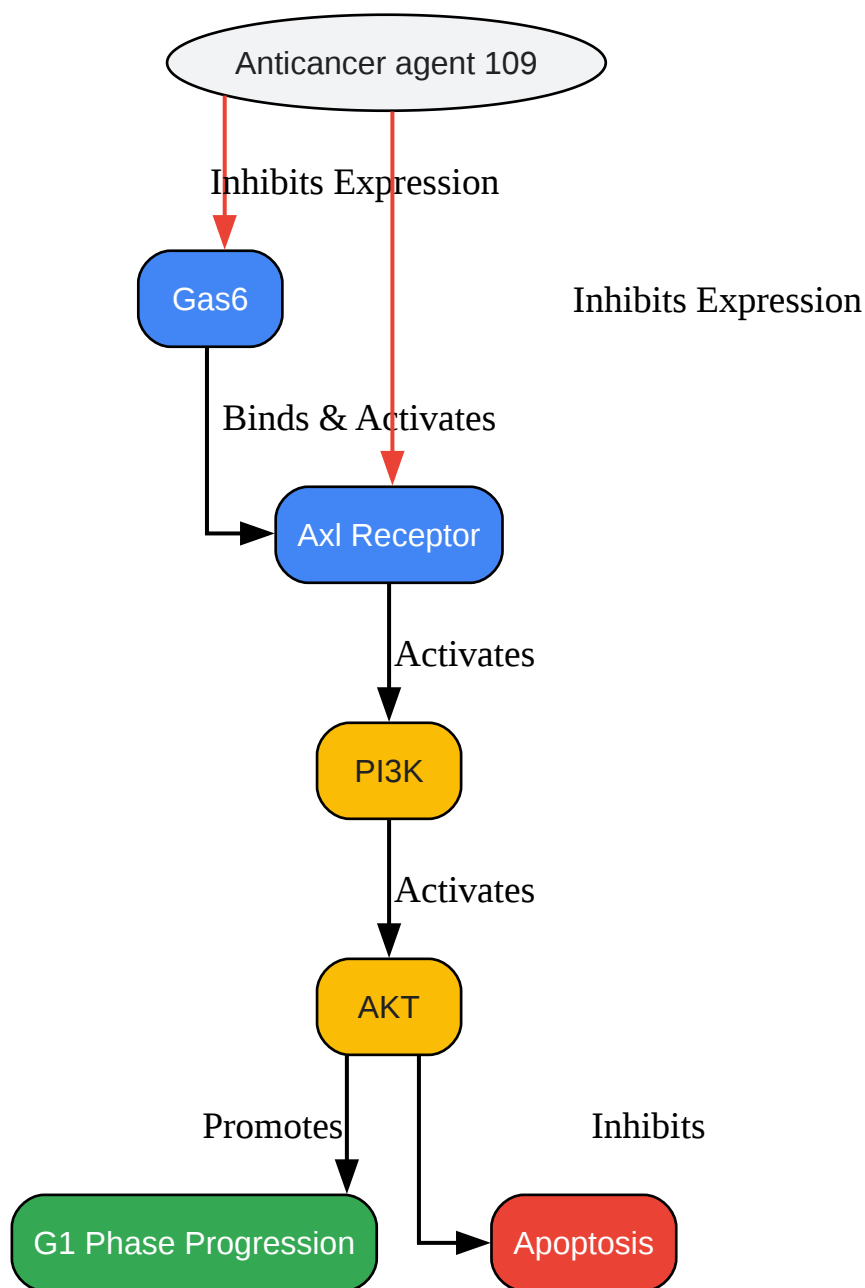 Anticancer agent 109
Inhibits Expression
Gas6
Inhibits Expression
Binds & Activates
Axl Receptor
Activates
PI3K
Activates
AKT
Promotes
Inhibits
G1 Phase Progression
Apoptosis